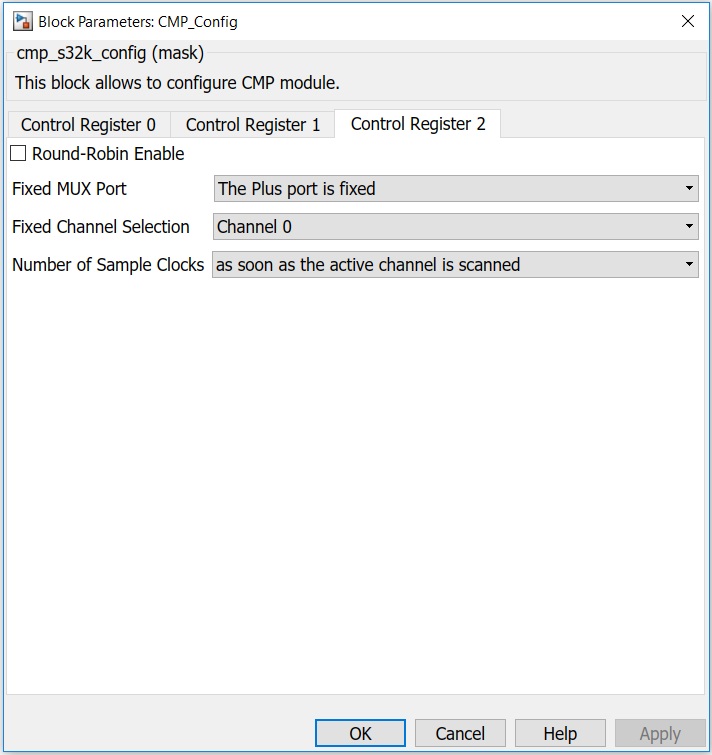 Block Parameters: CMP_Config
cmp_s32k_config (mask)
This block allows to configure CMP module.
Control Register 0 Control Register 1 Control Register 2
Round-Robin Enable
Fixed MUX Port The Plus port is fixed
Fixed Channel Selection Channel 0
Number of Sample Clocks as soon as the active channel is scanned
OK Cancel Help Apply